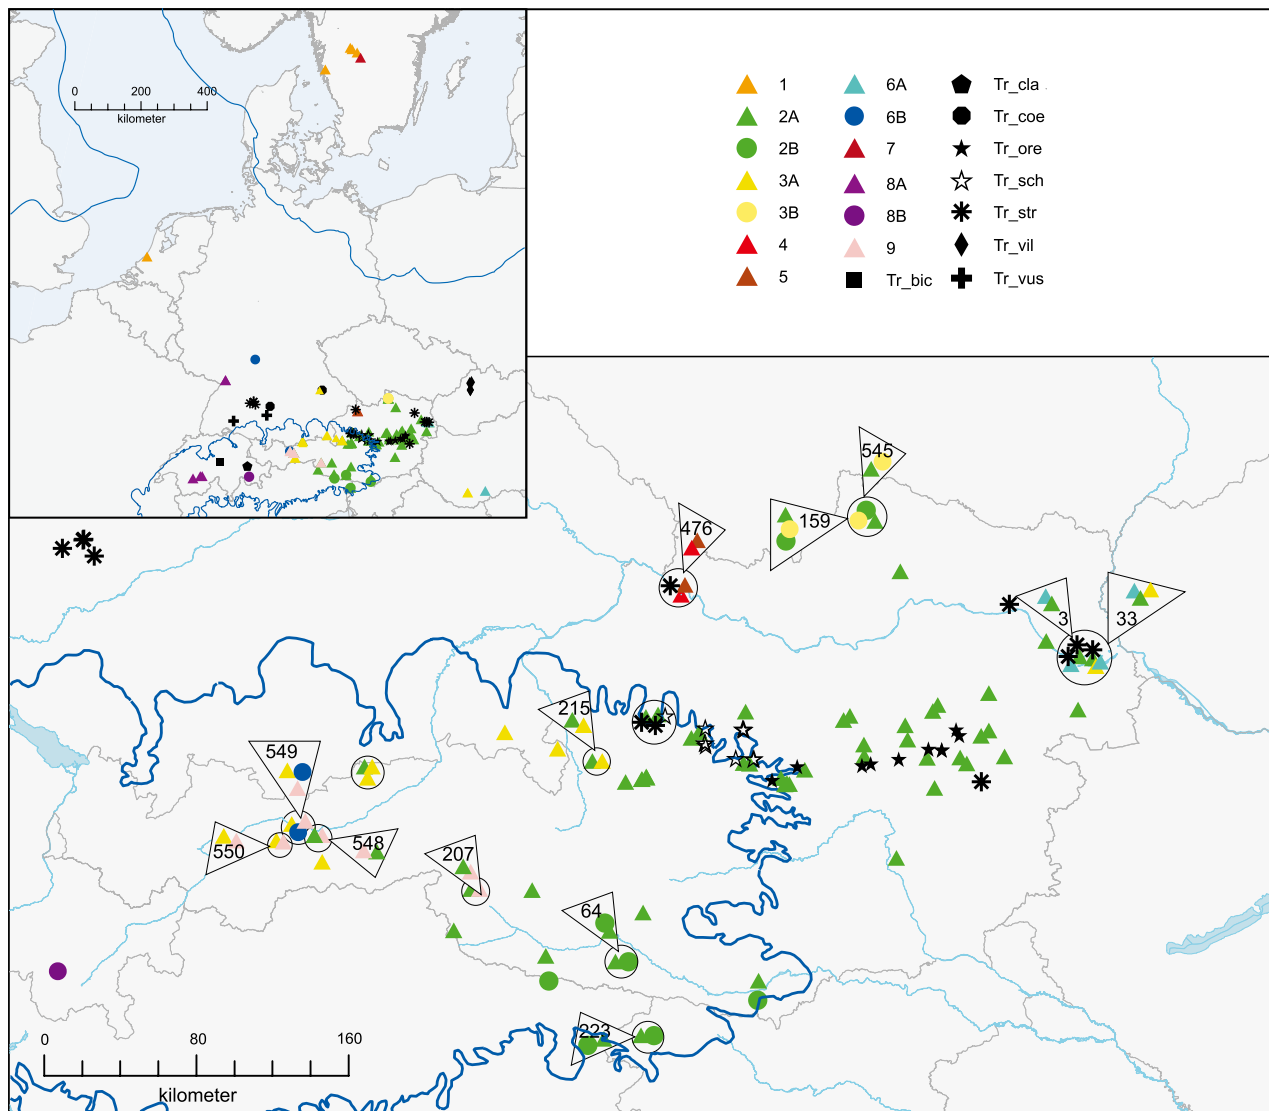 0 200 400
kilometer
1 6A Tr_cla
2A 6B Tr_coe
2B 7 Tr_ore
3A 8A Tr_sch
3B 8B Tr_str
4 9 Tr_vil
5 Tr_bic Tr_vus
545
476 159
3 33
215
549
550 548 207
64
223
0 80 160
kilometer